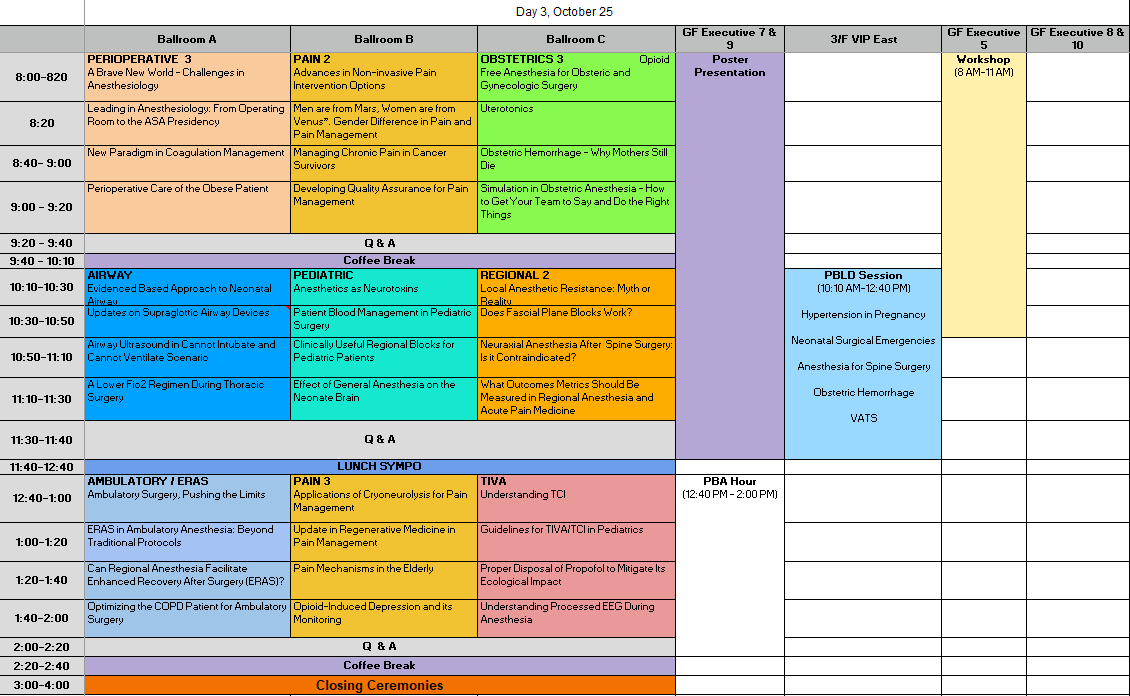 Day 3, October 25
Ballroom A
Ballroom B
Ballroom C
GF Executive 7 &
9
3/F VIP East
GF Executive
5
GF Executive 8 &
10
8:00-820
PERIOPERATIVE 3
A Brave New World - Challenges in
Anesthesiology
PAIN 2
Advances in Non-invasive Pain
Intervention Options
OBSTETRICS 3 Opioid
Free Anesthesia for Obsteric and
Gynecologic Surgery
Poster
Presentation
Workshop
(8 AM-11 AM)
8:20
Leading in Anesthesiology: From Operating
Room to the ASA Presidency
Men are from Mars, Women are from
Venus". Gender Difference in Pain and
Pain Management
Uterotonics
8:40- 9:00
New Paradigm in Coagulation Management
Managing Chronic Pain in Cancer
Survivors
Obstetric Hemorrhage - Why Mothers Still
Die
9:00 - 9:20
Perioperative Care of the Obese Patient
Developing Quality Assurance for Pain
Management
Simulation in Obstetric Anesthesia - How
to Get Your Team to Say and Do the Right
Things
9:20 - 9:40
Q & A
9:40 - 10:10
Coffee Break
10:10-10:30
AIRWAY
Evidenced Based Approach to Neonatal
Airway
PEDIATRIC
Anesthetics as Neurotoxins
REGIONAL 2
Local Anesthetic Resistance: Myth or
Reality
PBLD Session
(10:10 AM-12:40 PM)
Hypertension in Pregnancy
Neonatal Surgical Emergencies
Anesthesia for Spine Surgery
Obstetric Hemorrhage
VATS
10:30-10:50
Updates on Supraglottic Airway Devices
Patient Blood Management in Pediatric
Surgery
Does Fascial Plane Blocks Work?
10:50-11:10
Airway Ultrasound in Cannot Intubate and
Cannot Ventilate Scenario
Clinically Useful Regional Blocks for
Pediatric Patients
Neuraxial Anesthesia After Spine Surgery:
Is it Contraindicated?
11:10-11:30
A Lower Fio2 Regimen During Thoracic
Surgery
Effect of General Anesthesia on the
Neonate Brain
What Outcomes Metrics Should Be
Measured in Regional Anesthesia and
Acute Pain Medicine
11:30-11:40
Q & A
11:40-12:40
LUNCH SYMPO
12:40-1:00
AMBULATORY / ERAS
Ambulatory Surgery, Pushing the Limits
PAIN 3
Applications of Cryoneurolysis for Pain
Management
TIVA
Understanding TCI
PBA Hour
(12:40 PM - 2:00 PM)
1:00-1:20
ERAS in Ambulatory Anesthesia: Beyond
Traditional Protocols
Update in Regenerative Medicine in
Pain Management
Guidelines for TIVA/TCI in Pediatrics
1:20-1:40
Can Regional Anesthesia Facilitate
Enhanced Recovery After Surgery (ERAS)?
Pain Mechanisms in the Elderly
Proper Disposal of Propofol to Mitigate Its
Ecological Impact
1:40-2:00
Optimizing the COPD Patient for Ambulatory
Surgery
Opioid-Induced Depression and its
Monitoring
Understanding Processed EEG During
Anesthesia
2:00-2:20
Q & A
2:20-2:40
Coffee Break
3:00-4:00
Closing Ceremonies